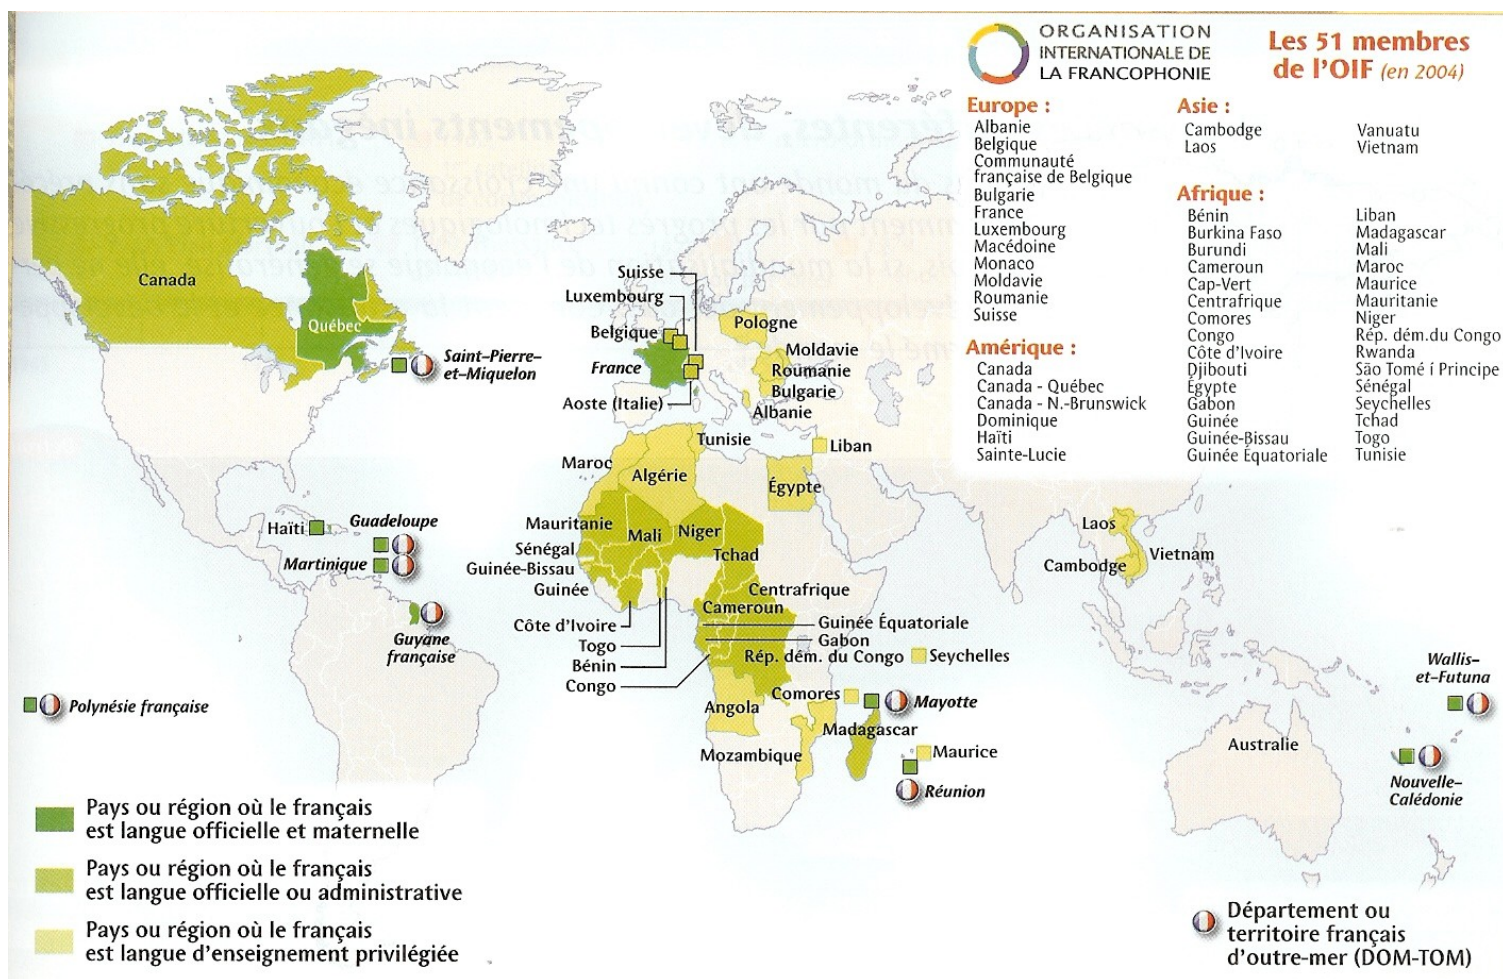 ORGANISATION
INTERNATIONALE DE
LA FRANCOPHONIE
Les 51 membres
de l'OIF (en 2004)
Europe :
Albanie
Belgique
Communauté
française de Belgique
Bulgarie
France
Luxembourg
Macédoine
Monaco
Moldavie
Roumanie
Suisse
Amérique :
Canada
Canada - Québec
Canada - N.-Brunswick
Dominique
Haïti
Sainte-Lucie
Asie :
Cambodge
Laos
Vanuatu
Vietnam
Afrique :
Bénin
Burkina Faso
Burundi
Cameroun
Cap-Vert
Centrafrique
Comores
Congo
Côte d'Ivoire
Djibouti
Égypte
Gabon
Guinée
Guinée-Bissau
Guinée Équatoriale
Liban
Madagascar
Mali
Maroc
Maurice
Mauritanie
Niger
Rép. dém.du Congo
Rwanda
São Tomé í Principe
Sénégal
Seychelles
Tchad
Togo
Tunisie
Canada
Québec
Saint–Pierre–
et–Miquelon
Suisse
Luxembourg
Belgique
France
Aoste (Italie)
Pologne
Moldavie
Roumanie
Bulgarie
Albanie
Tunisie
Liban
Maroc
Algérie
Égypte
Haïti
Guadeloupe
Martinique
Guyane
française
Polynésie française
Mauritanie
Mali
Niger
Tchad
Sénégal
Guinée-Bissau
Guinée
Côte d'Ivoire
Togo
Bénin
Congo
Centrafrique
Cameroun
Guinée Équatoriale
Gabon
Rép. dém. du Congo
Seychelles
Angola
Comores
Mayotte
Madagascar
Mozambique
Maurice
Réunion
Laos
Vietnam
Cambodge
Wallis–
et–Futuna
Australie
Nouvelle–
Calédonie
Pays ou région où le français
est langue officielle et maternelle
Pays ou région où le français
est langue officielle ou administrative
Pays ou région où le français
est langue d'enseignement privilégiée
Département ou
territoire français
d'outre-mer (DOM-TOM)